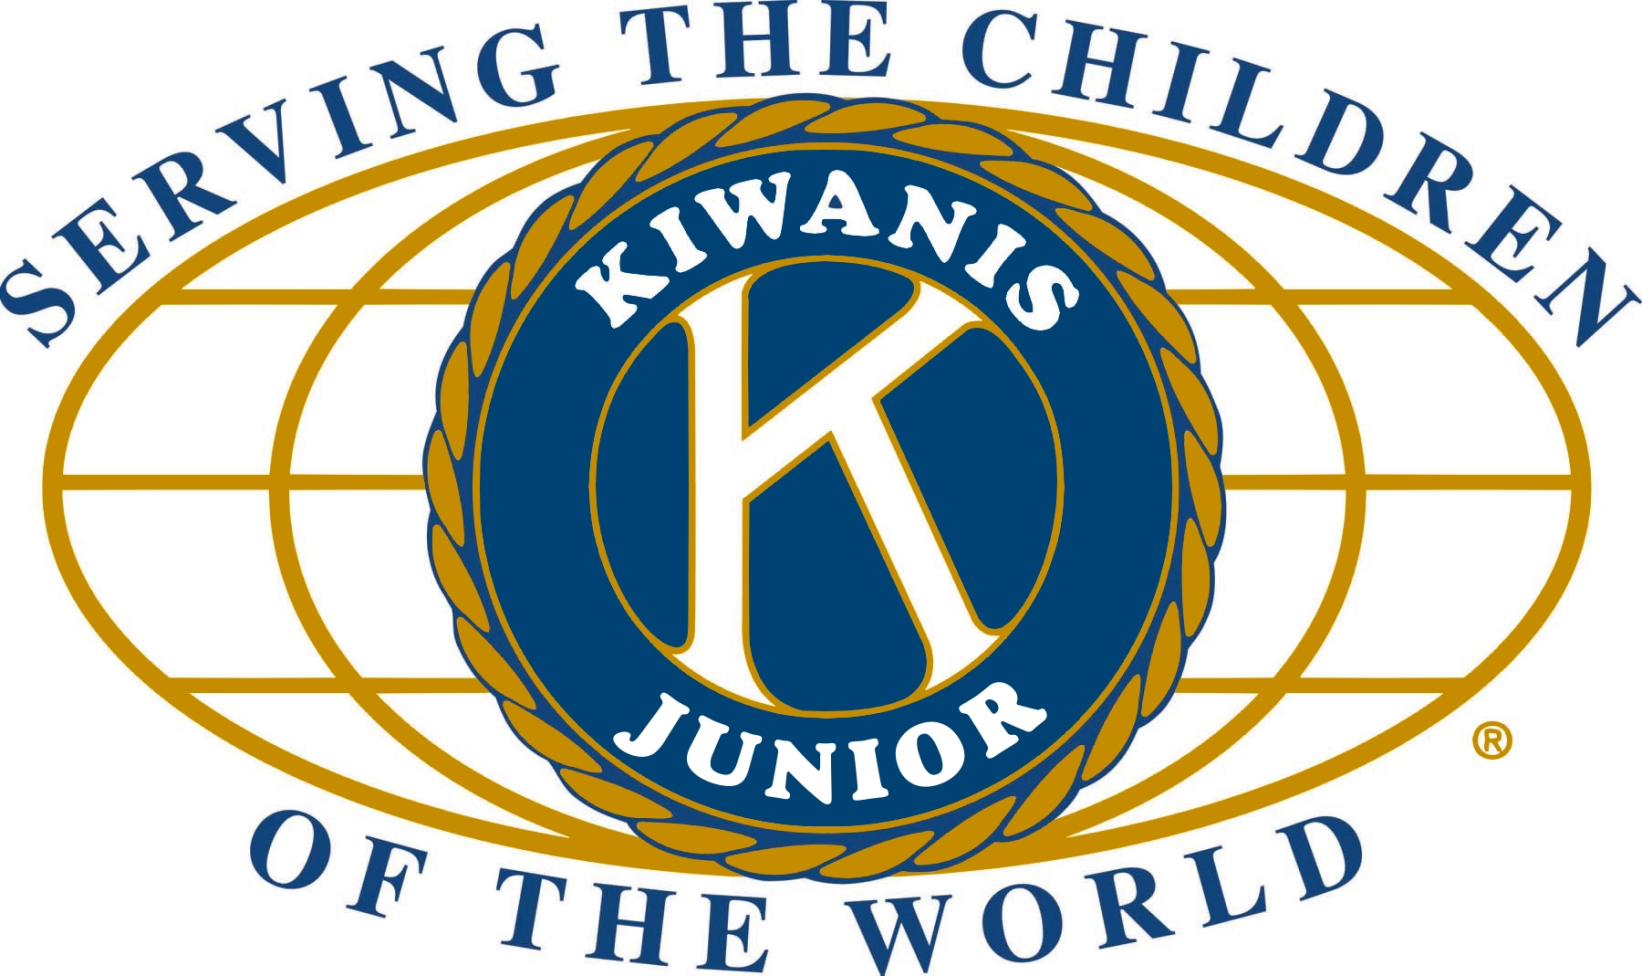 SERVING THE CHILDREN
KIWANIS
K
JUNIOR
®
OF THE WORLD